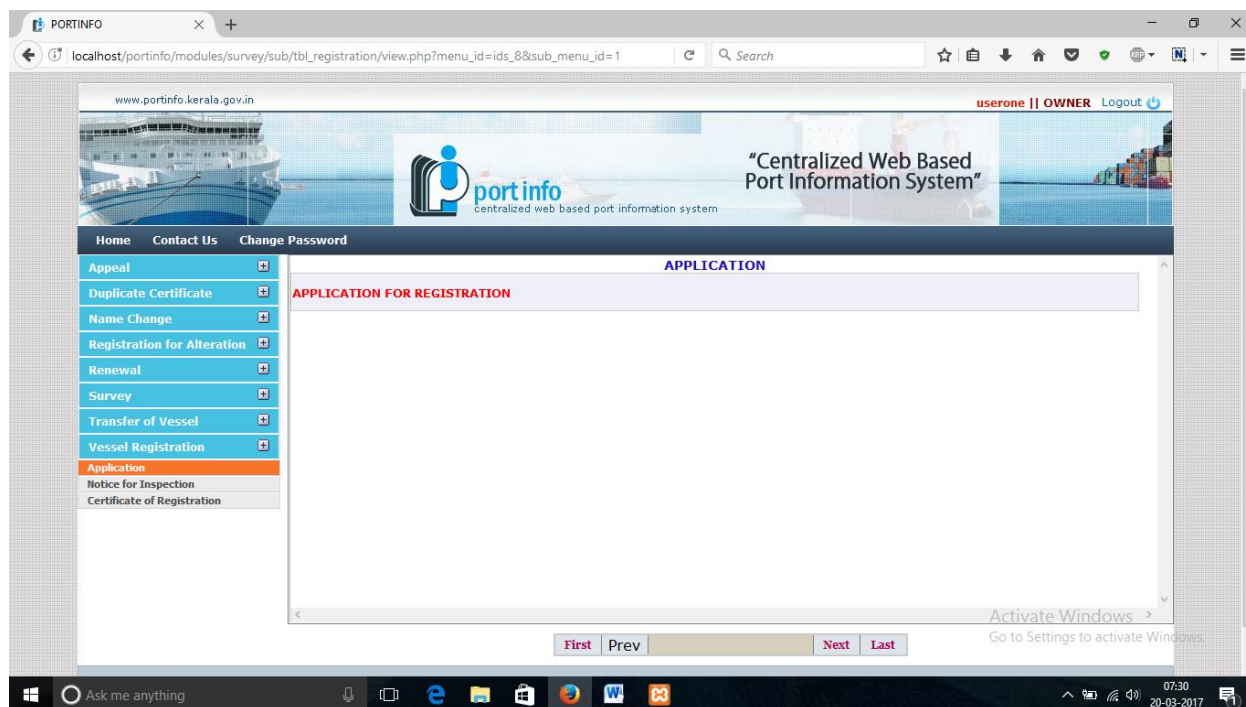 PORTINFO
localhost/portinfo/modules/survey/sub/tbl_registration/view.php?menu_id=ids_8&sub_menu_id=1
Search
www.portinfo.kerala.gov.in
userone || OWNER Logout
port info
centralized web based port information system
"Centralized Web Based
Port Information System"
Home Contact Us Change Password
Appeal
Duplicate Certificate
Name Change
Registration for Alteration
Renewal
Survey
Transfer of Vessel
Vessel Registration
Application
Notice for Inspection
Certificate of Registration
APPLICATION
APPLICATION FOR REGISTRATION
First Prev Next Last
Activate Windows
Go to Settings to activate Windows.
Ask me anything
07:30
20-03-2017